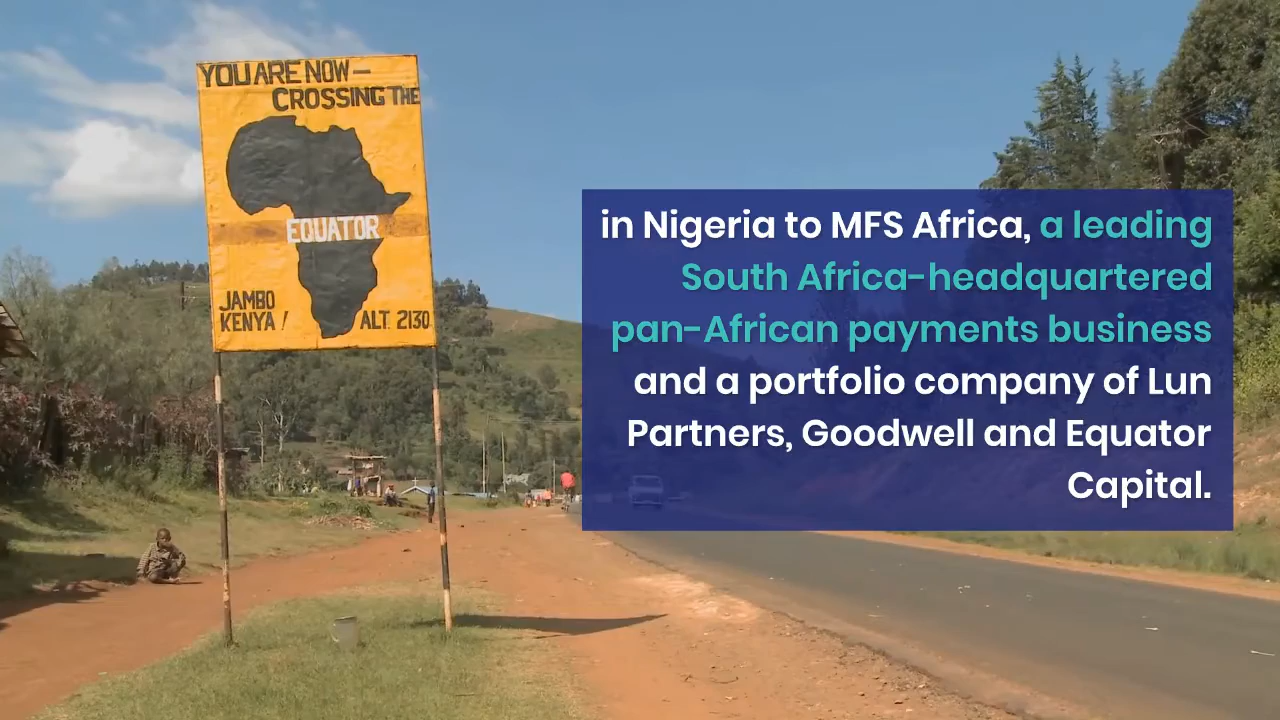 YOU ARE NOW—
CROSSING THE
EQUATOR
JAMBO
KENYA!
ALT. 2130
in Nigeria to MFS Africa, a leading
South Africa-headquartered
pan-African payments business
and a portfolio company of Lun
Partners, Goodwell and Equator
Capital.